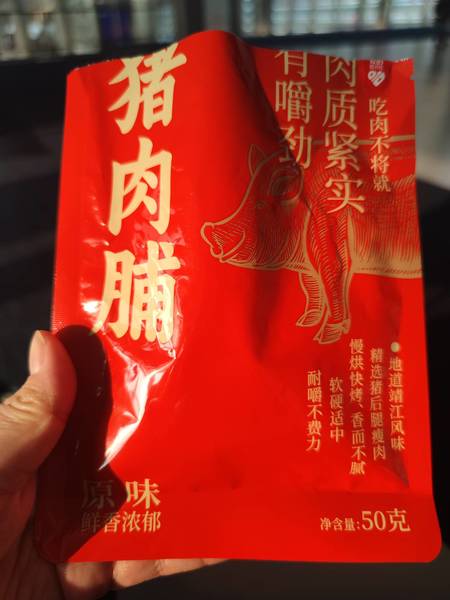 猪肉脯
肉质紧实
有嚼劲
吃肉不将就
地道靖江风味
精选猪后腿瘦肉
慢烘快烤、香而不腻
软硬适中
耐嚼不费力
原味
鲜香浓郁
净含量:50克